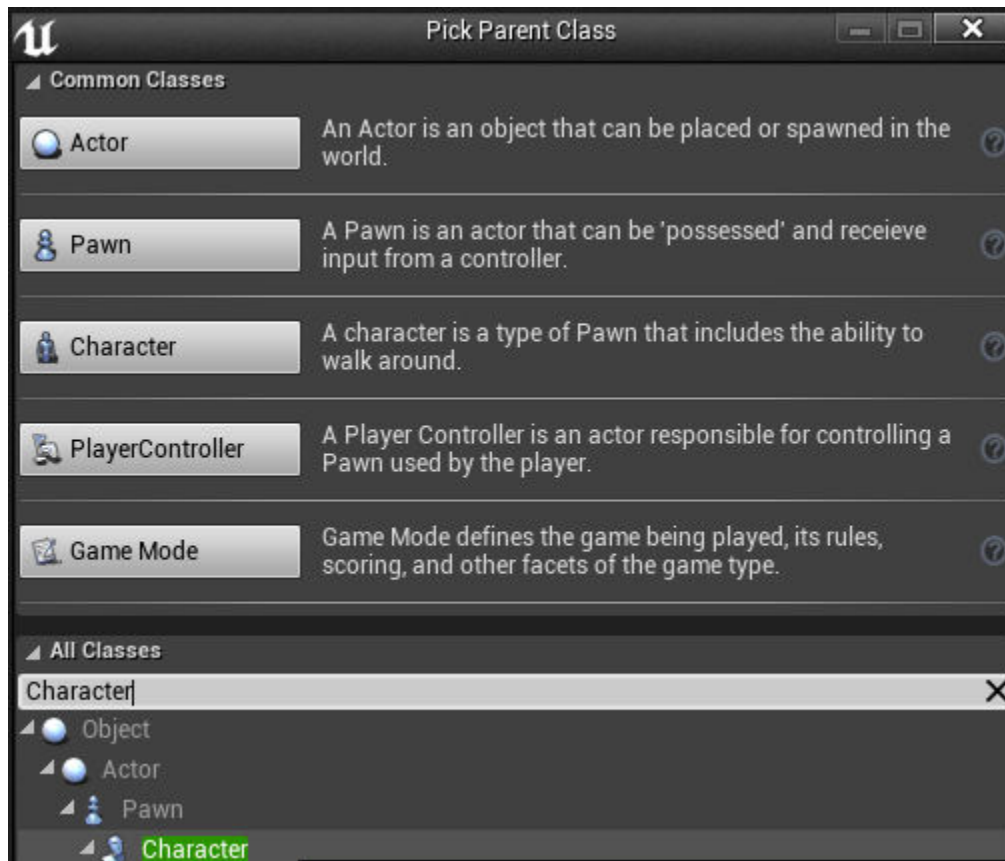 Pick Parent Class
Common Classes
Actor
An Actor is an object that can be placed or spawned in the
world.
Pawn
A Pawn is an actor that can be 'possessed' and receieve
input from a controller.
Character
A character is a type of Pawn that includes the ability to
walk around.
PlayerController
A Player Controller is an actor responsible for controlling a
Pawn used by the player.
Game Mode
Game Mode defines the game being played, its rules,
scoring, and other facets of the game type.
All Classes
Character
Object
Actor
Pawn
Character